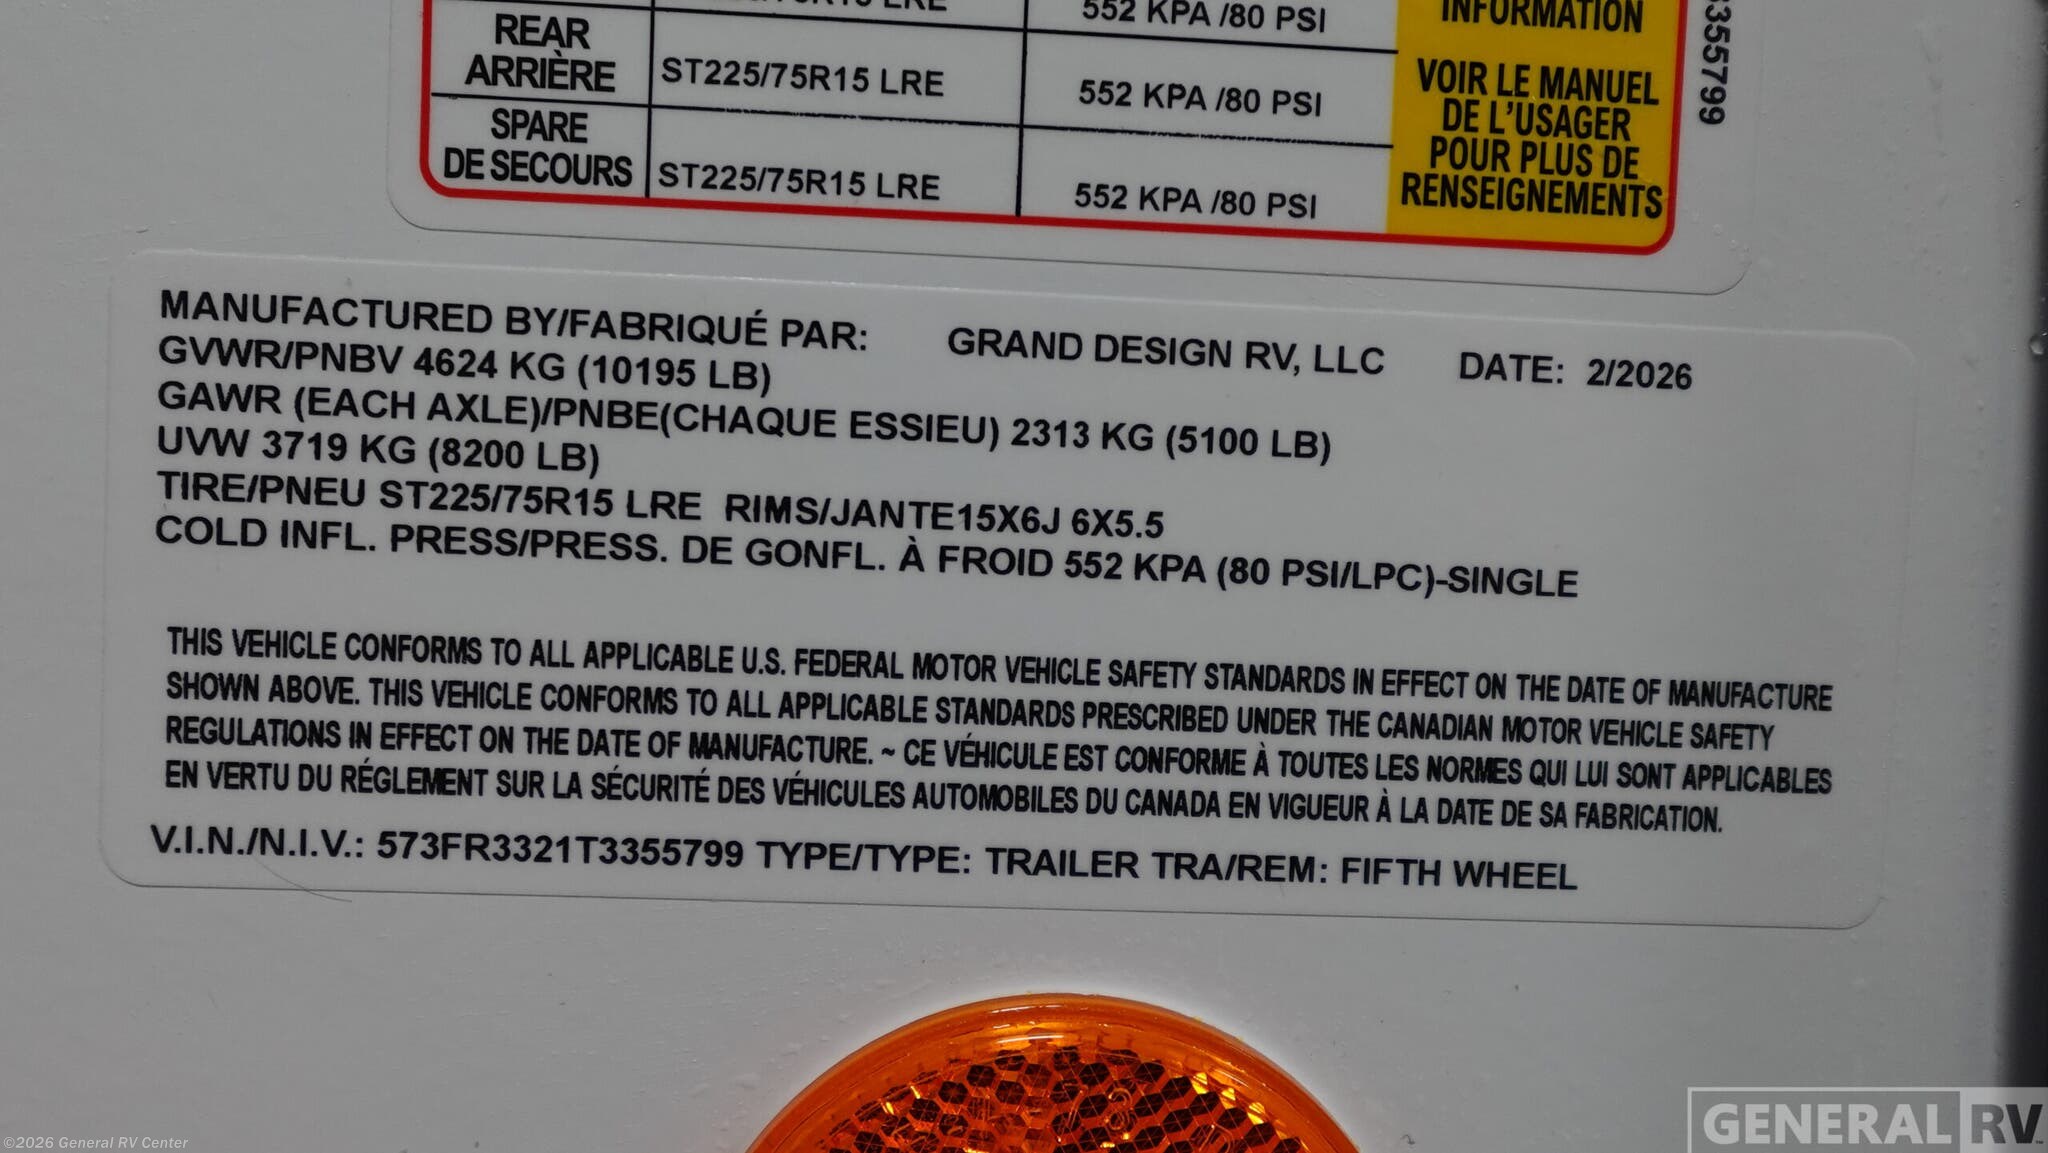 552 KPA /80 PSI
INFORMATION
REAR
ARRIÈRE
ST225/75R15 LRE
552 KPA /80 PSI
VOIR LE MANUEL
DE L'USAGER
POUR PLUS DE
RENSEIGNEMENTS
SPARE
DE SECOURS
ST225/75R15 LRE
552 KPA /80 PSI
355799
MANUFACTURED BY/FABRIQUÉ PAR: GRAND DESIGN RV, LLC DATE: 2/2026
GVWR/PNBV 4624 KG (10195 LB)
GAWR (EACH AXLE)/PNBE(CHAQUE ESSIEU) 2313 KG (5100 LB)
UVW 3719 KG (8200 LB)
TIRE/PNEU ST225/75R15 LRE RIMS/JANTE15X6J 6X5.5
COLD INFL. PRESS/PRESS. DE GONFL. À FROID 552 KPA (80 PSI/LPC)-SINGLE
THIS VEHICLE CONFORMS TO ALL APPLICABLE U.S. FEDERAL MOTOR VEHICLE SAFETY STANDARDS IN EFFECT ON THE DATE OF MANUFACTURE
SHOWN ABOVE. THIS VEHICLE CONFORMS TO ALL APPLICABLE STANDARDS PRESCRIBED UNDER THE CANADIAN MOTOR VEHICLE SAFETY
REGULATIONS IN EFFECT ON THE DATE OF MANUFACTURE. ~ CE VÉHICULE EST CONFORME À TOUTES LES NORMES QUI LUI SONT APPLICABLES
EN VERTU DU RÉGLEMENT SUR LA SÉCURITÉ DES VÉHICULES AUTOMOBILES DU CANADA EN VIGUEUR À LA DATE DE SA FABRICATION.
V.I.N./N.I.V.: 573FR3321T3355799 TYPE/TYPE: TRAILER TRA/REM: FIFTH WHEEL
©2026 General RV Center
GENERAL RV